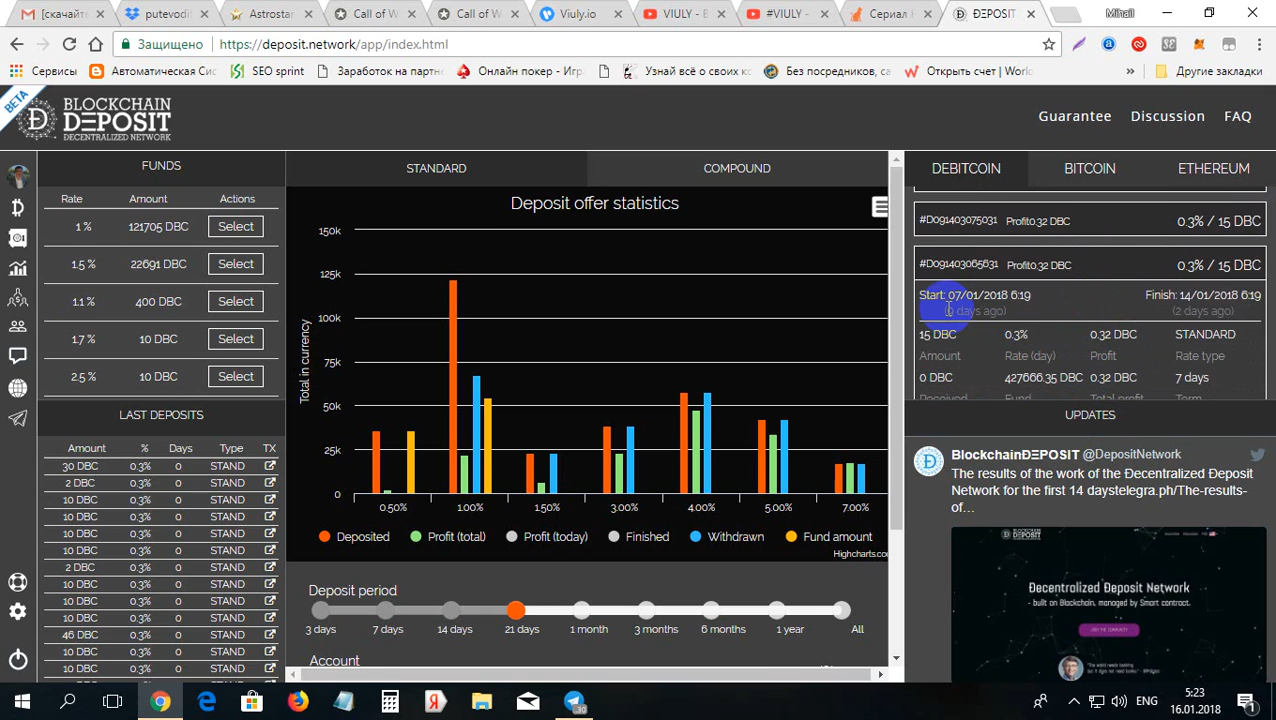 [скачайте
putevodit
Astrostar
Call of W
Call of W
Viuly.io
VIULY - B
#VIULY -
Сериал
ĐEPOSIT
Mihail
Защищено
https://deposit.network/app/index.html
Сервисы
Автоматическая Сис
SEO sprint
Заработок на партне
Онлайн покер - Игр
Узнай всё о своих ко
Без посредников, са
Открыть счет | Work
Другие закладки
BETA
BLOCKCHAIN
ĐEPOSIT
DECENTRALIZED NETWORK
Guarantee
Discussion
FAQ
FUNDS
Rate Amount Actions
1 % 121705 DBC Select
1.5 % 22691 DBC Select
1.1 % 400 DBC Select
1.7 % 10 DBC Select
2.5 % 10 DBC Select
LAST DEPOSITS
Amount % Days Type TX
30 DBC 0.3% 0 STAND
2 DBC 0.3% 0 STAND
10 DBC 0.3% 0 STAND
10 DBC 0.3% 0 STAND
10 DBC 0.3% 0 STAND
10 DBC 0.3% 0 STAND
2 DBC 0.3% 0 STAND
10 DBC 0.3% 0 STAND
10 DBC 0.3% 0 STAND
10 DBC 0.3% 0 STAND
46 DBC 0.3% 0 STAND
10 DBC 0.3% 0 STAND
10 DBC 0.3% 0 STAND
STANDARD
COMPOUND
Deposit offer statistics
Total in currency
150k
125k
100k
75k
50k
25k
0
0.50% 1.00% 1.50% 3.00% 4.00% 5.00% 7.00%
Deposited Profit (total) Profit (today) Finished Withdrawn Fund amount
Highcharts.co
Deposit period
3 days 7 days 14 days 21 days 1 month 3 months 6 months 1 year All
Account
DEBITCOIN BITCOIN ETHEREUM
#D091403075031 Profit0.32 DBC 0.3% / 15 DBC
#D091403065631 Profit0.32 DBC 0.3% / 15 DBC
Start: 07/01/2018 6:19 Finish: 14/01/2018 6:19
days ago) (2 days ago)
15 DBC 0.3% 0.32 DBC STANDARD
Amount Rate (day) Profit Rate type
0 DBC 427666.35 DBC 0.32 DBC 7 days
Received Fund Total profit Term
UPDATES
BlockchainĐEPOSIT @DepositNetwork
The results of the work of the Đecentralized Đeposit
Network for the first 14 daystelegra.ph/The-results-
of…
Đecentralized Đeposit Network
- built on Blockchain, managed by Smart contract.
30
ENG
5:23
16.01.2018
1